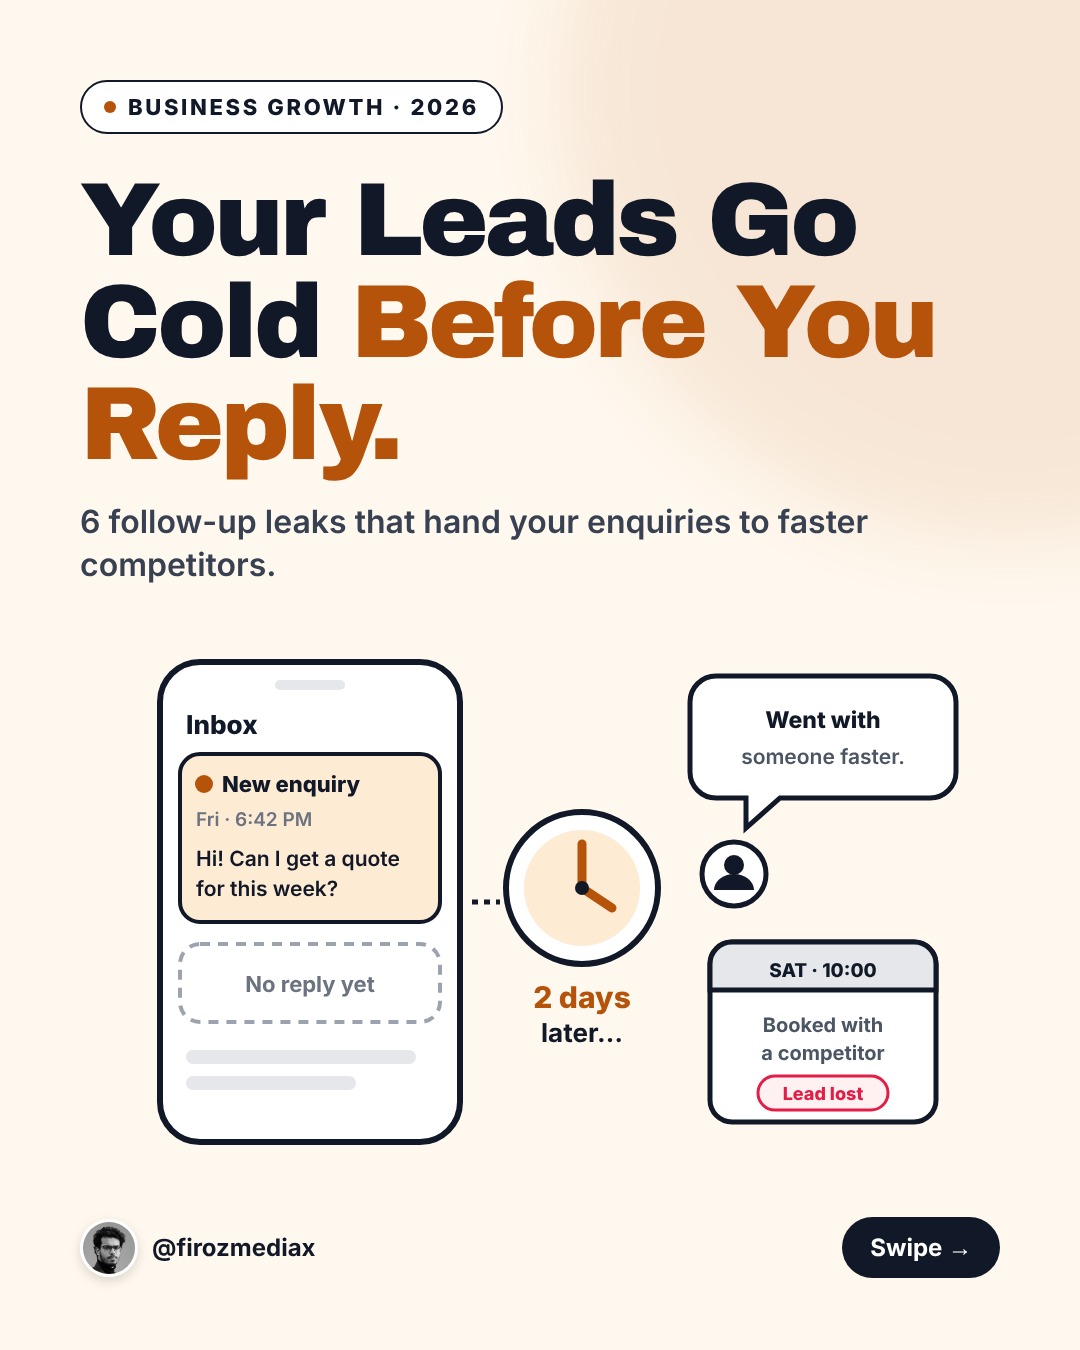 BUSINESS GROWTH · 2026
Your Leads Go
Cold Before You
Reply.
6 follow-up leaks that hand your enquiries to faster
competitors.
Inbox
New enquiry
Fri · 6:42 PM
Hi! Can I get a quote
for this week?
No reply yet
2 days
later...
Went with
someone faster.
SAT · 10:00
Booked with
a competitor
Lead lost
@firozmediax
Swipe →